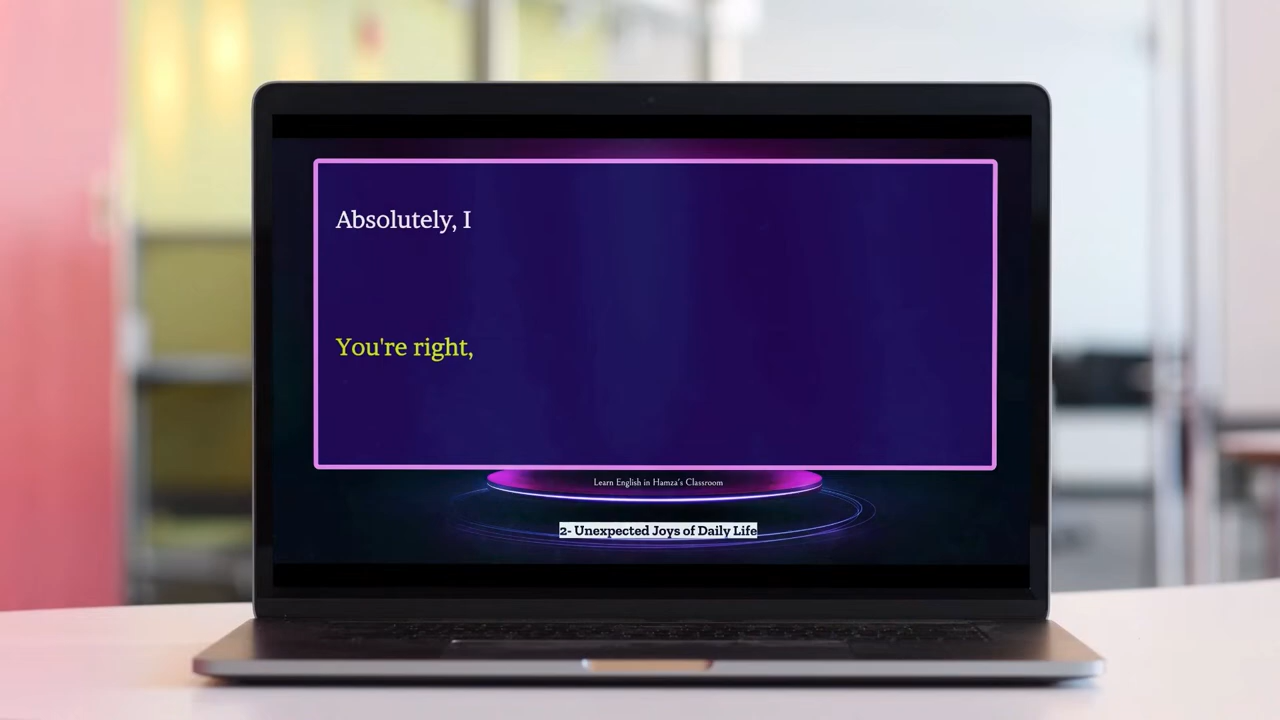 Absolutely, I
You're right,
Learn English in Hamza's Classroom
2- Unexpected Joys of Daily Life